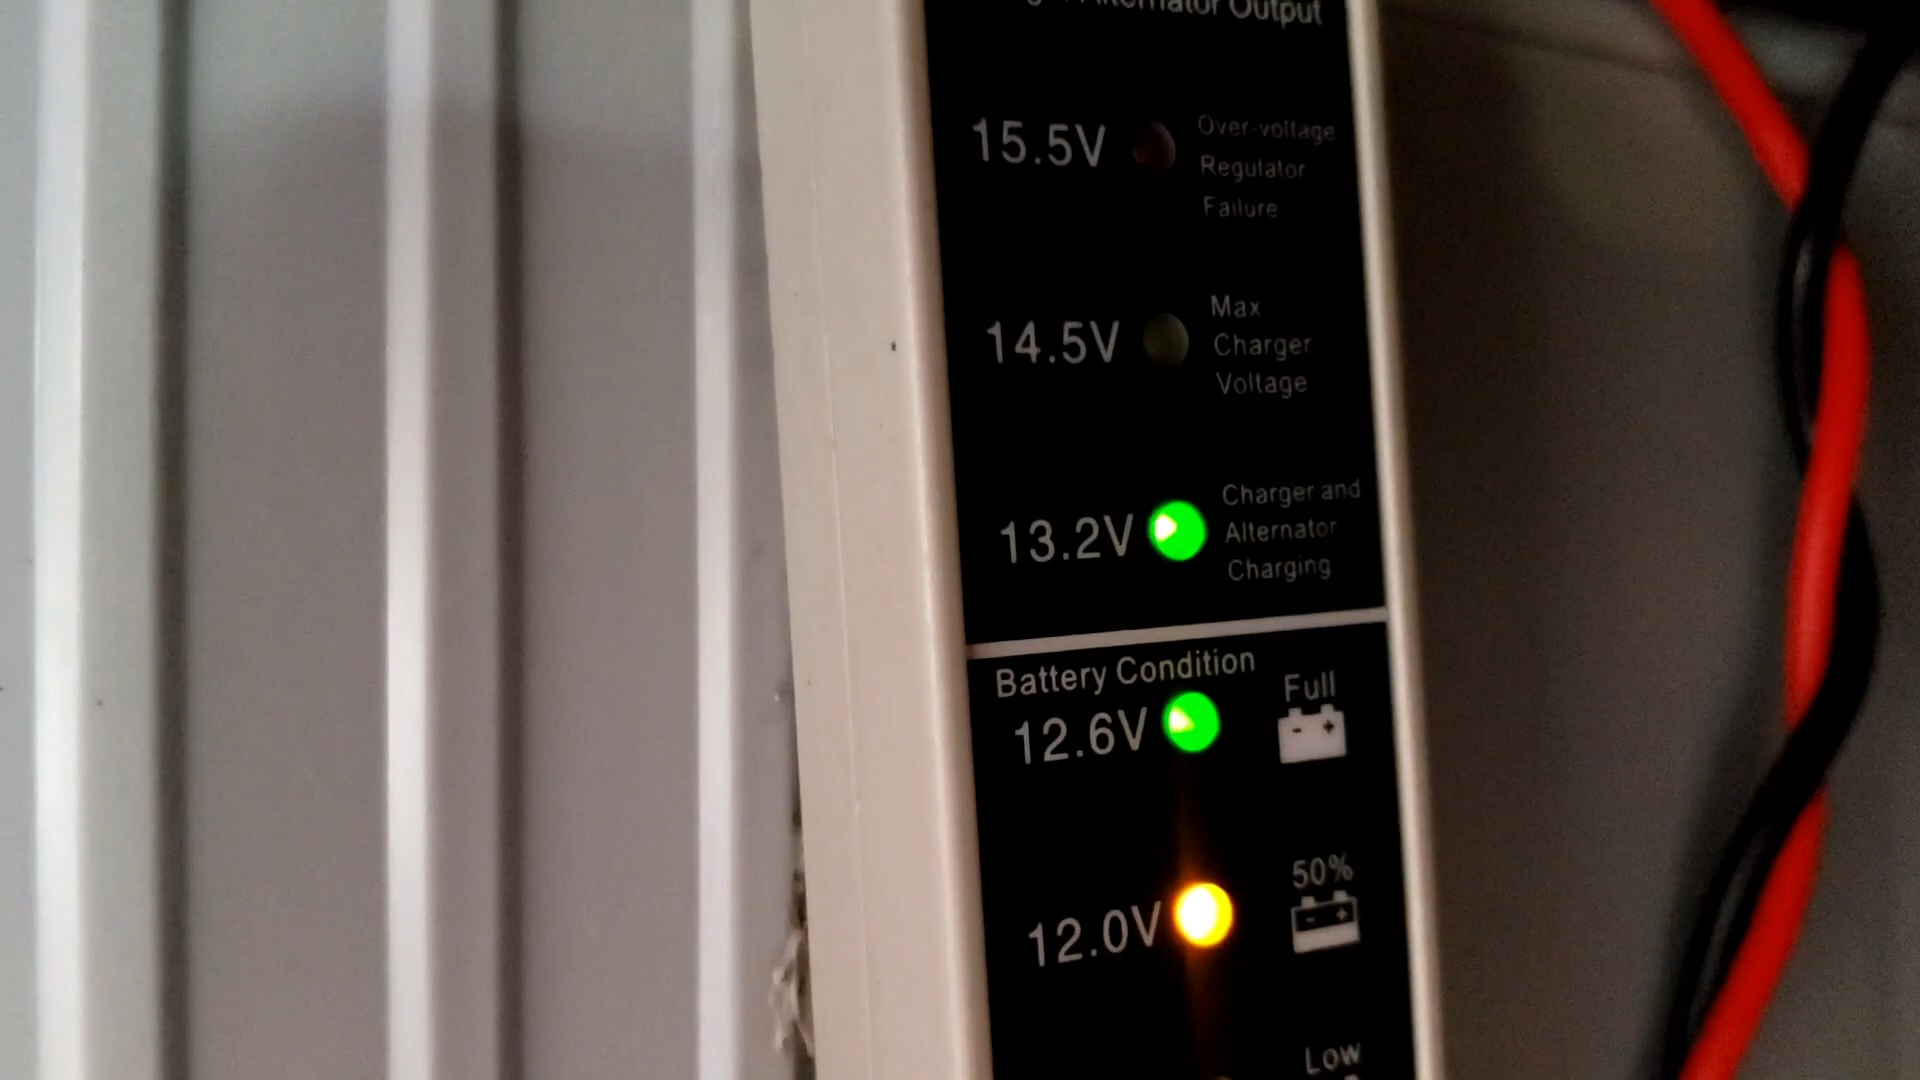 Alternator Output
15.5V
Over-voltage
Regulator
Failure
14.5V
Max
Charger
Voltage
13.2V
Charger and
Alternator
Charging
Battery Condition
12.6V
Full
- +
12.0V
50%
- +
Low